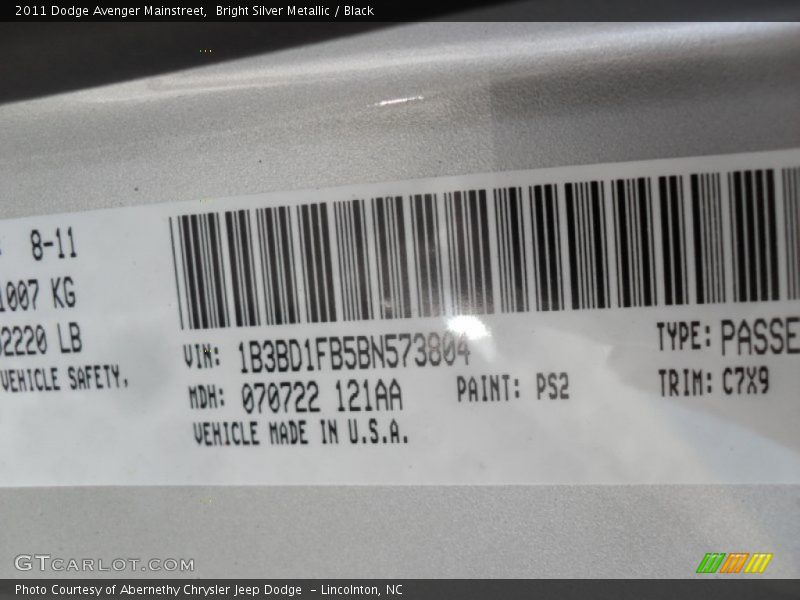 2011 Dodge Avenger Mainstreet, Bright Silver Metallic / Black
8-11
1007 KG
02220 LB
VEHICLE SAFETY.
VIN: 1B3BD1FB5BN573804
TYPE: PASSE
MDH: 070722 121AA
PAINT: PS2
TRIM: C7X9
VEHICLE MADE IN U.S.A.
GTCARLOT.COM
Photo Courtesy of Abernethy Chrysler Jeep Dodge - Lincolnton, NC